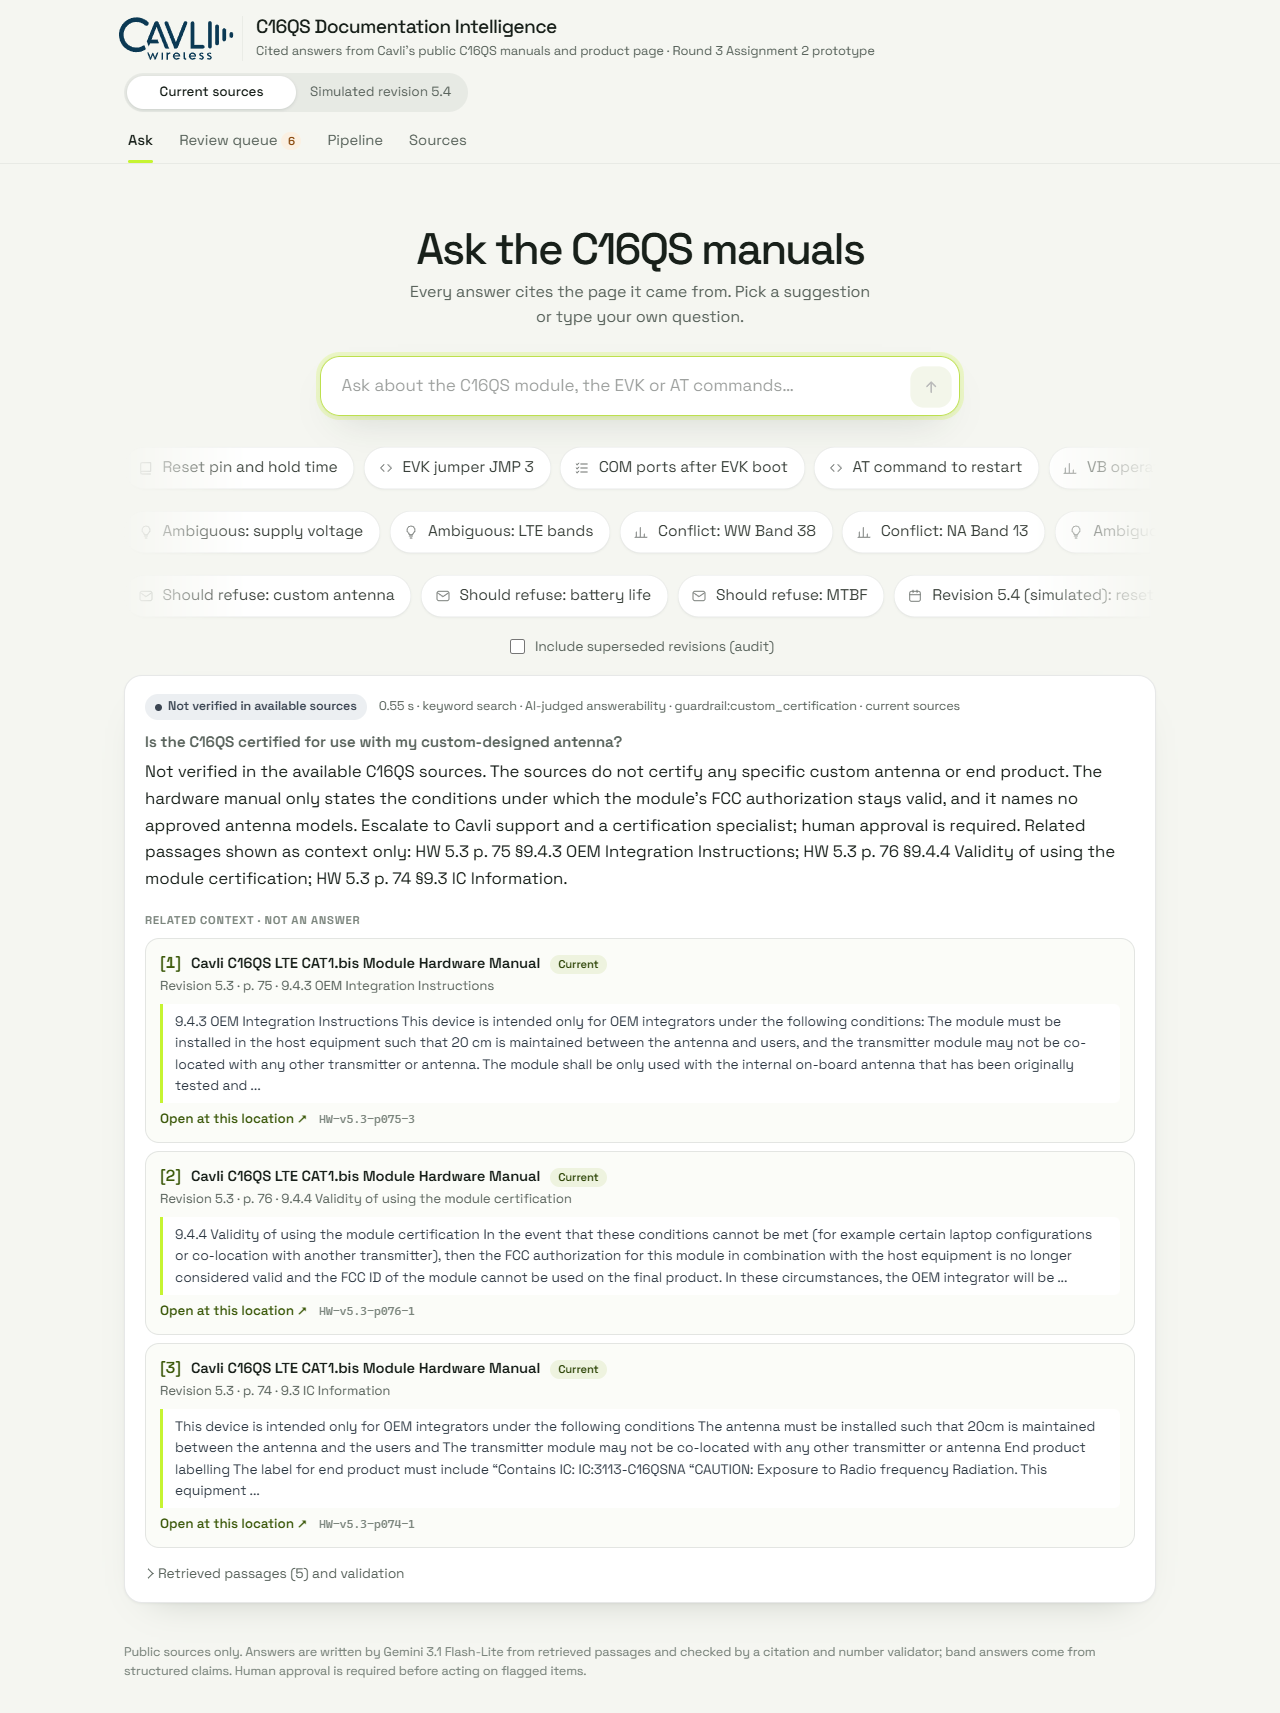 CAVLI
wireless
C16QS Documentation Intelligence
Cited answers from Cavli's public C16QS manuals and product page · Round 3 Assignment 2 prototype
Current sources
Simulated revision 5.4
Ask
Review queue 6
Pipeline
Sources
Ask the C16QS manuals
Every answer cites the page it came from. Pick a suggestion
or type your own question.
Ask about the C16QS module, the EVK or AT commands...
Reset pin and hold time
EVK jumper JMP 3
COM ports after EVK boot
AT command to restart
VB opera
Ambiguous: supply voltage
Ambiguous: LTE bands
Conflict: WW Band 38
Conflict: NA Band 13
Ambiguo
Should refuse: custom antenna
Should refuse: battery life
Should refuse: MTBF
Revision 5.4 (simulated): reset
Include superseded revisions (audit)
Not verified in available sources
0.55 s · keyword search · AI-judged answerability · guardrail:custom_certification · current sources
Is the C16QS certified for use with my custom-designed antenna?
Not verified in the available C16QS sources. The sources do not certify any specific custom antenna or end product. The
hardware manual only states the conditions under which the module's FCC authorization stays valid, and it names no
approved antenna models. Escalate to Cavli support and a certification specialist; human approval is required. Related
passages shown as context only: HW 5.3 p. 75 §9.4.3 OEM Integration Instructions; HW 5.3 p. 76 §9.4.4 Validity of using the
module certification; HW 5.3 p. 74 §9.3 IC Information.
RELATED CONTEXT · NOT AN ANSWER
[1] Cavli C16QS LTE CAT1.bis Module Hardware Manual Current
Revision 5.3 · p. 75 · 9.4.3 OEM Integration Instructions
9.4.3 OEM Integration Instructions This device is intended only for OEM integrators under the following conditions: The module must be
installed in the host equipment such that 20 cm is maintained between the antenna and users, and the transmitter module may not be co-
located with any other transmitter or antenna. The module shall be only used with the internal on-board antenna that has been originally
tested and ...
Open at this location ↗ HW-v5.3-p075-3
[2] Cavli C16QS LTE CAT1.bis Module Hardware Manual Current
Revision 5.3 · p. 76 · 9.4.4 Validity of using the module certification
9.4.4 Validity of using the module certification In the event that these conditions cannot be met (for example certain laptop configurations
or co-location with another transmitter), then the FCC authorization for this module in combination with the host equipment is no longer
considered valid and the FCC ID of the module cannot be used on the final product. In these circumstances, the OEM integrator will be ...
Open at this location ↗ HW-v5.3-p076-1
[3] Cavli C16QS LTE CAT1.bis Module Hardware Manual Current
Revision 5.3 · p. 74 · 9.3 IC Information
This device is intended only for OEM integrators under the following conditions The antenna must be installed such that 20cm is maintained
between the antenna and the users and The transmitter module may not be co-located with any other transmitter or antenna End product
labelling The label for end product must include “Contains IC: IC:3113-C16QSNA “CAUTION: Exposure to Radio frequency Radiation. This
equipment ...
Open at this location ↗ HW-v5.3-p074-1
Retrieved passages (5) and validation
Public sources only. Answers are written by Gemini 3.1 Flash-Lite from retrieved passages and checked by a citation and number validator; band answers come from
structured claims. Human approval is required before acting on flagged items.